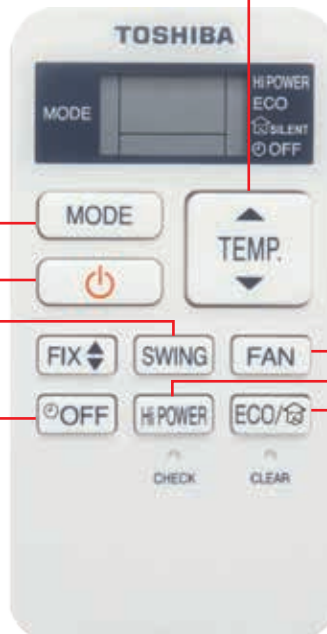 TOSHIBA
MODE
Hi POWER
ECO
SILENT
OFF
MODE
TEMP.
FIX SWING FAN
OFF Hi POWER ECO/
CHECK CLEAR